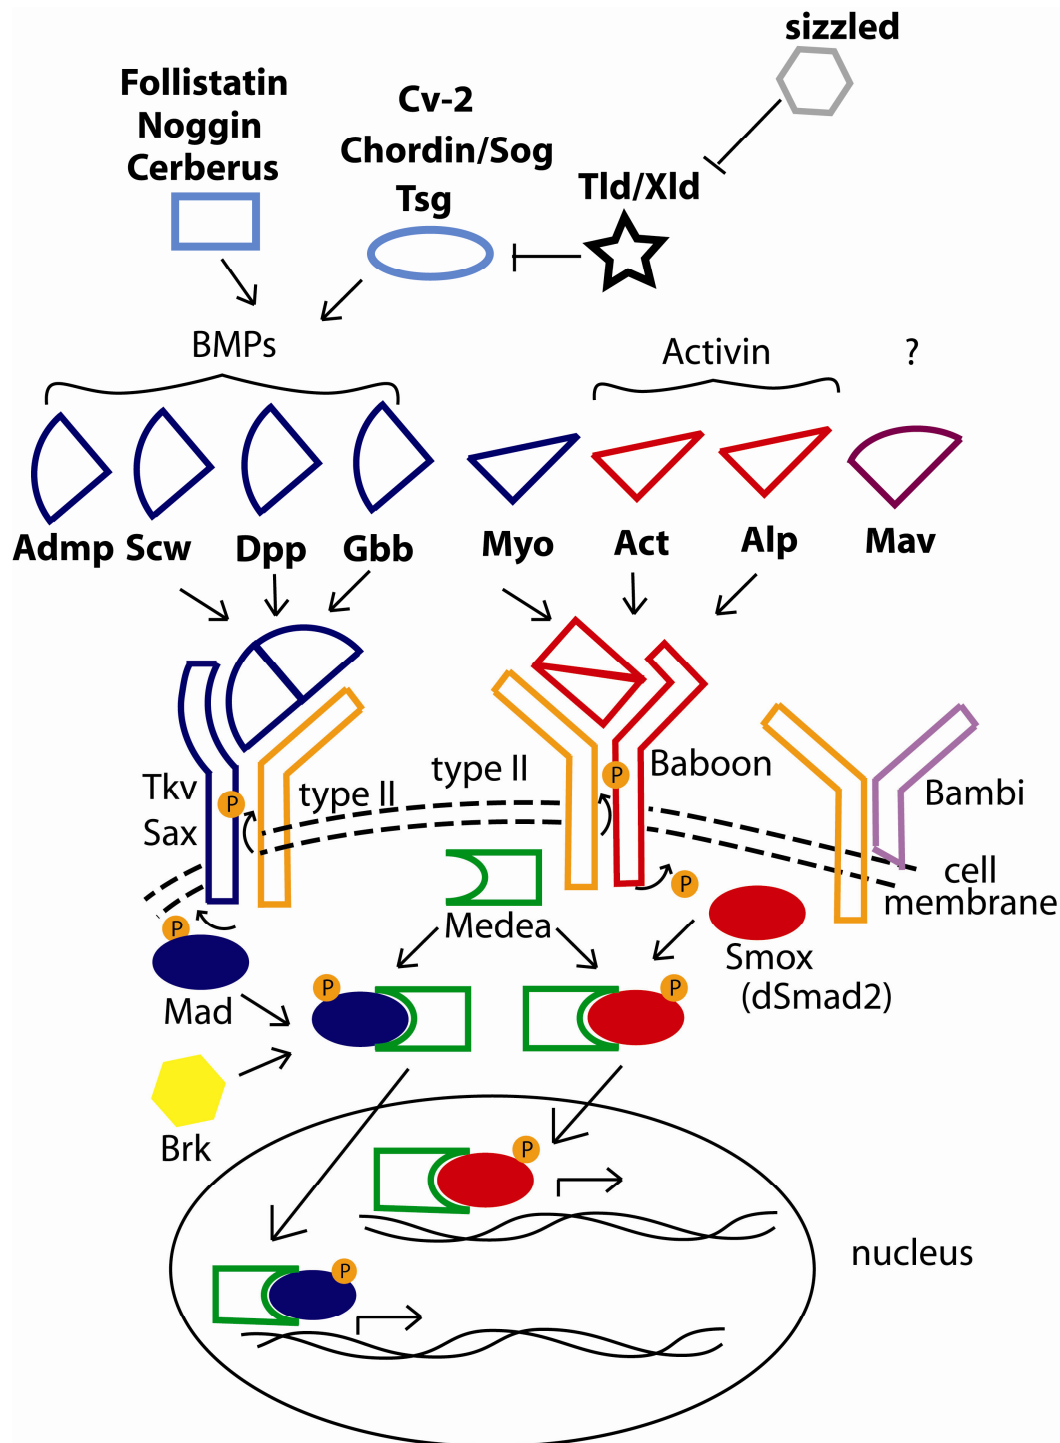 sizzled
Follistatin
Noggin
Cerberus
Cv-2
Chordin/Sog
Tsg
Tld/Xld
BMPs
Activin
?
Admp
Scw
Dpp
Gbb
Myo
Act
Alp
Mav
Tkv
Sax
P
type II
type II
P
Baboon
Bambi
cell
membrane
P
P
Medea
Smox
(dSmad2)
Mad
P
P
Brk
P
nucleus
P